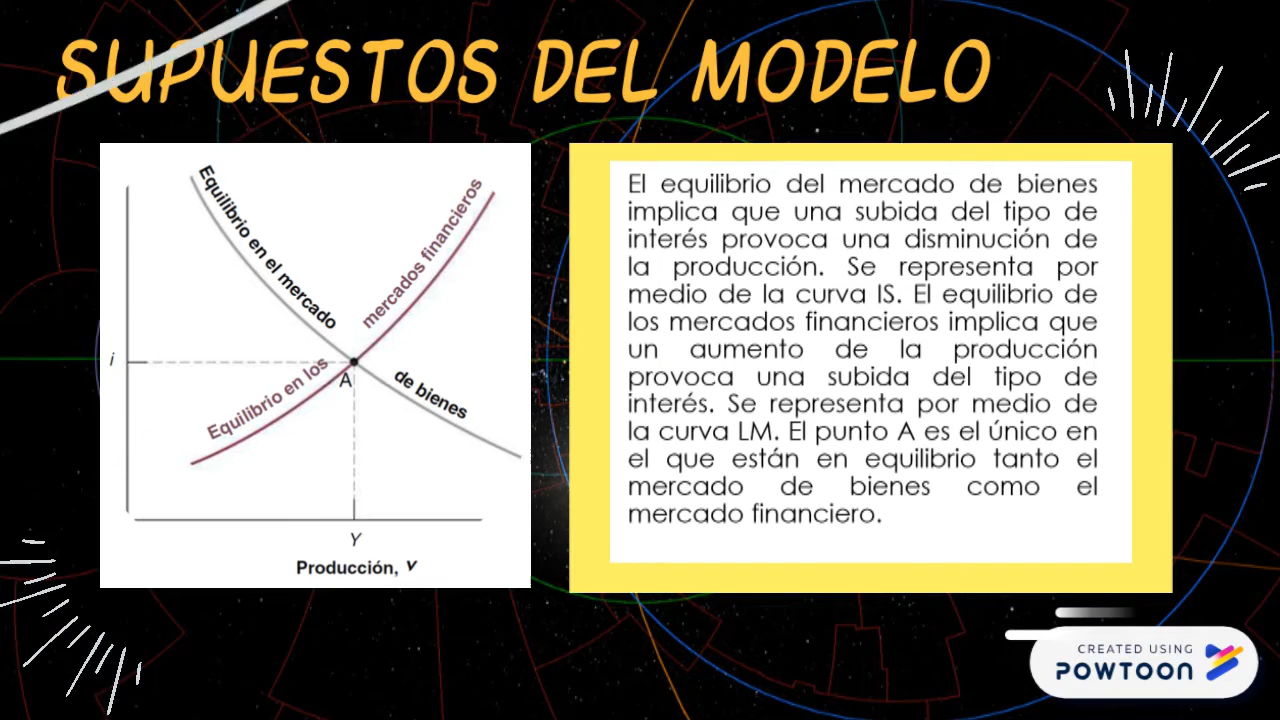 SUPUESTOS DEL MODELO
Equilibrio en el mercado
de bienes
Equilibrio en los
mercados financieros
i
A
Y
Producción, Y
El equilibrio del mercado de bienes
implica que una subida del tipo de
interés provoca una disminución de
la producción. Se representa por
medio de la curva IS. El equilibrio de
los mercados financieros implica que
un aumento de la producción
provoca una subida del tipo de
interés. Se representa por medio de
la curva LM. El punto A es el único en
el que están en equilibrio tanto el
mercado de bienes como el
mercado financiero.
CREATED USING
POWTOON